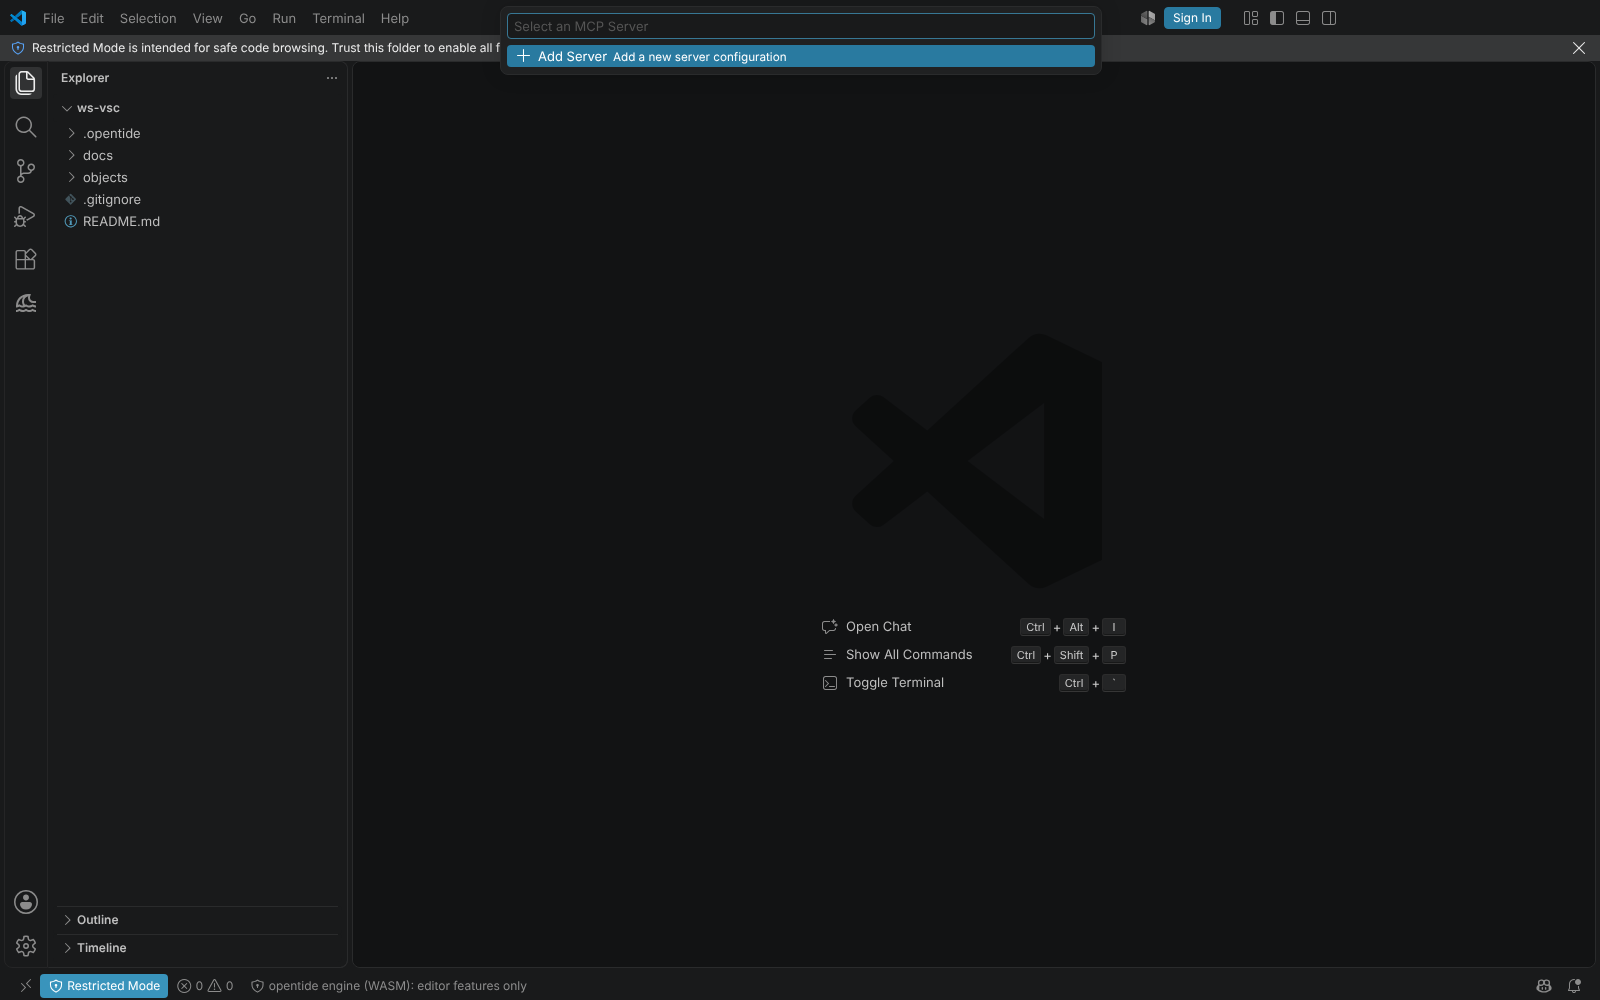 File Edit Selection View Go Run Terminal Help
Select an MCP Server
Sign In
Restricted Mode is intended for safe code browsing. Trust this folder to enable all f
Add Server Add a new server configuration
Explorer
ws-vsc
.opentide
docs
objects
.gitignore
README.md
Open Chat Ctrl + Alt + I
Show All Commands Ctrl + Shift + P
Toggle Terminal Ctrl + `
Outline
Timeline
Restricted Mode 0 0 opentide engine (WASM): editor features only